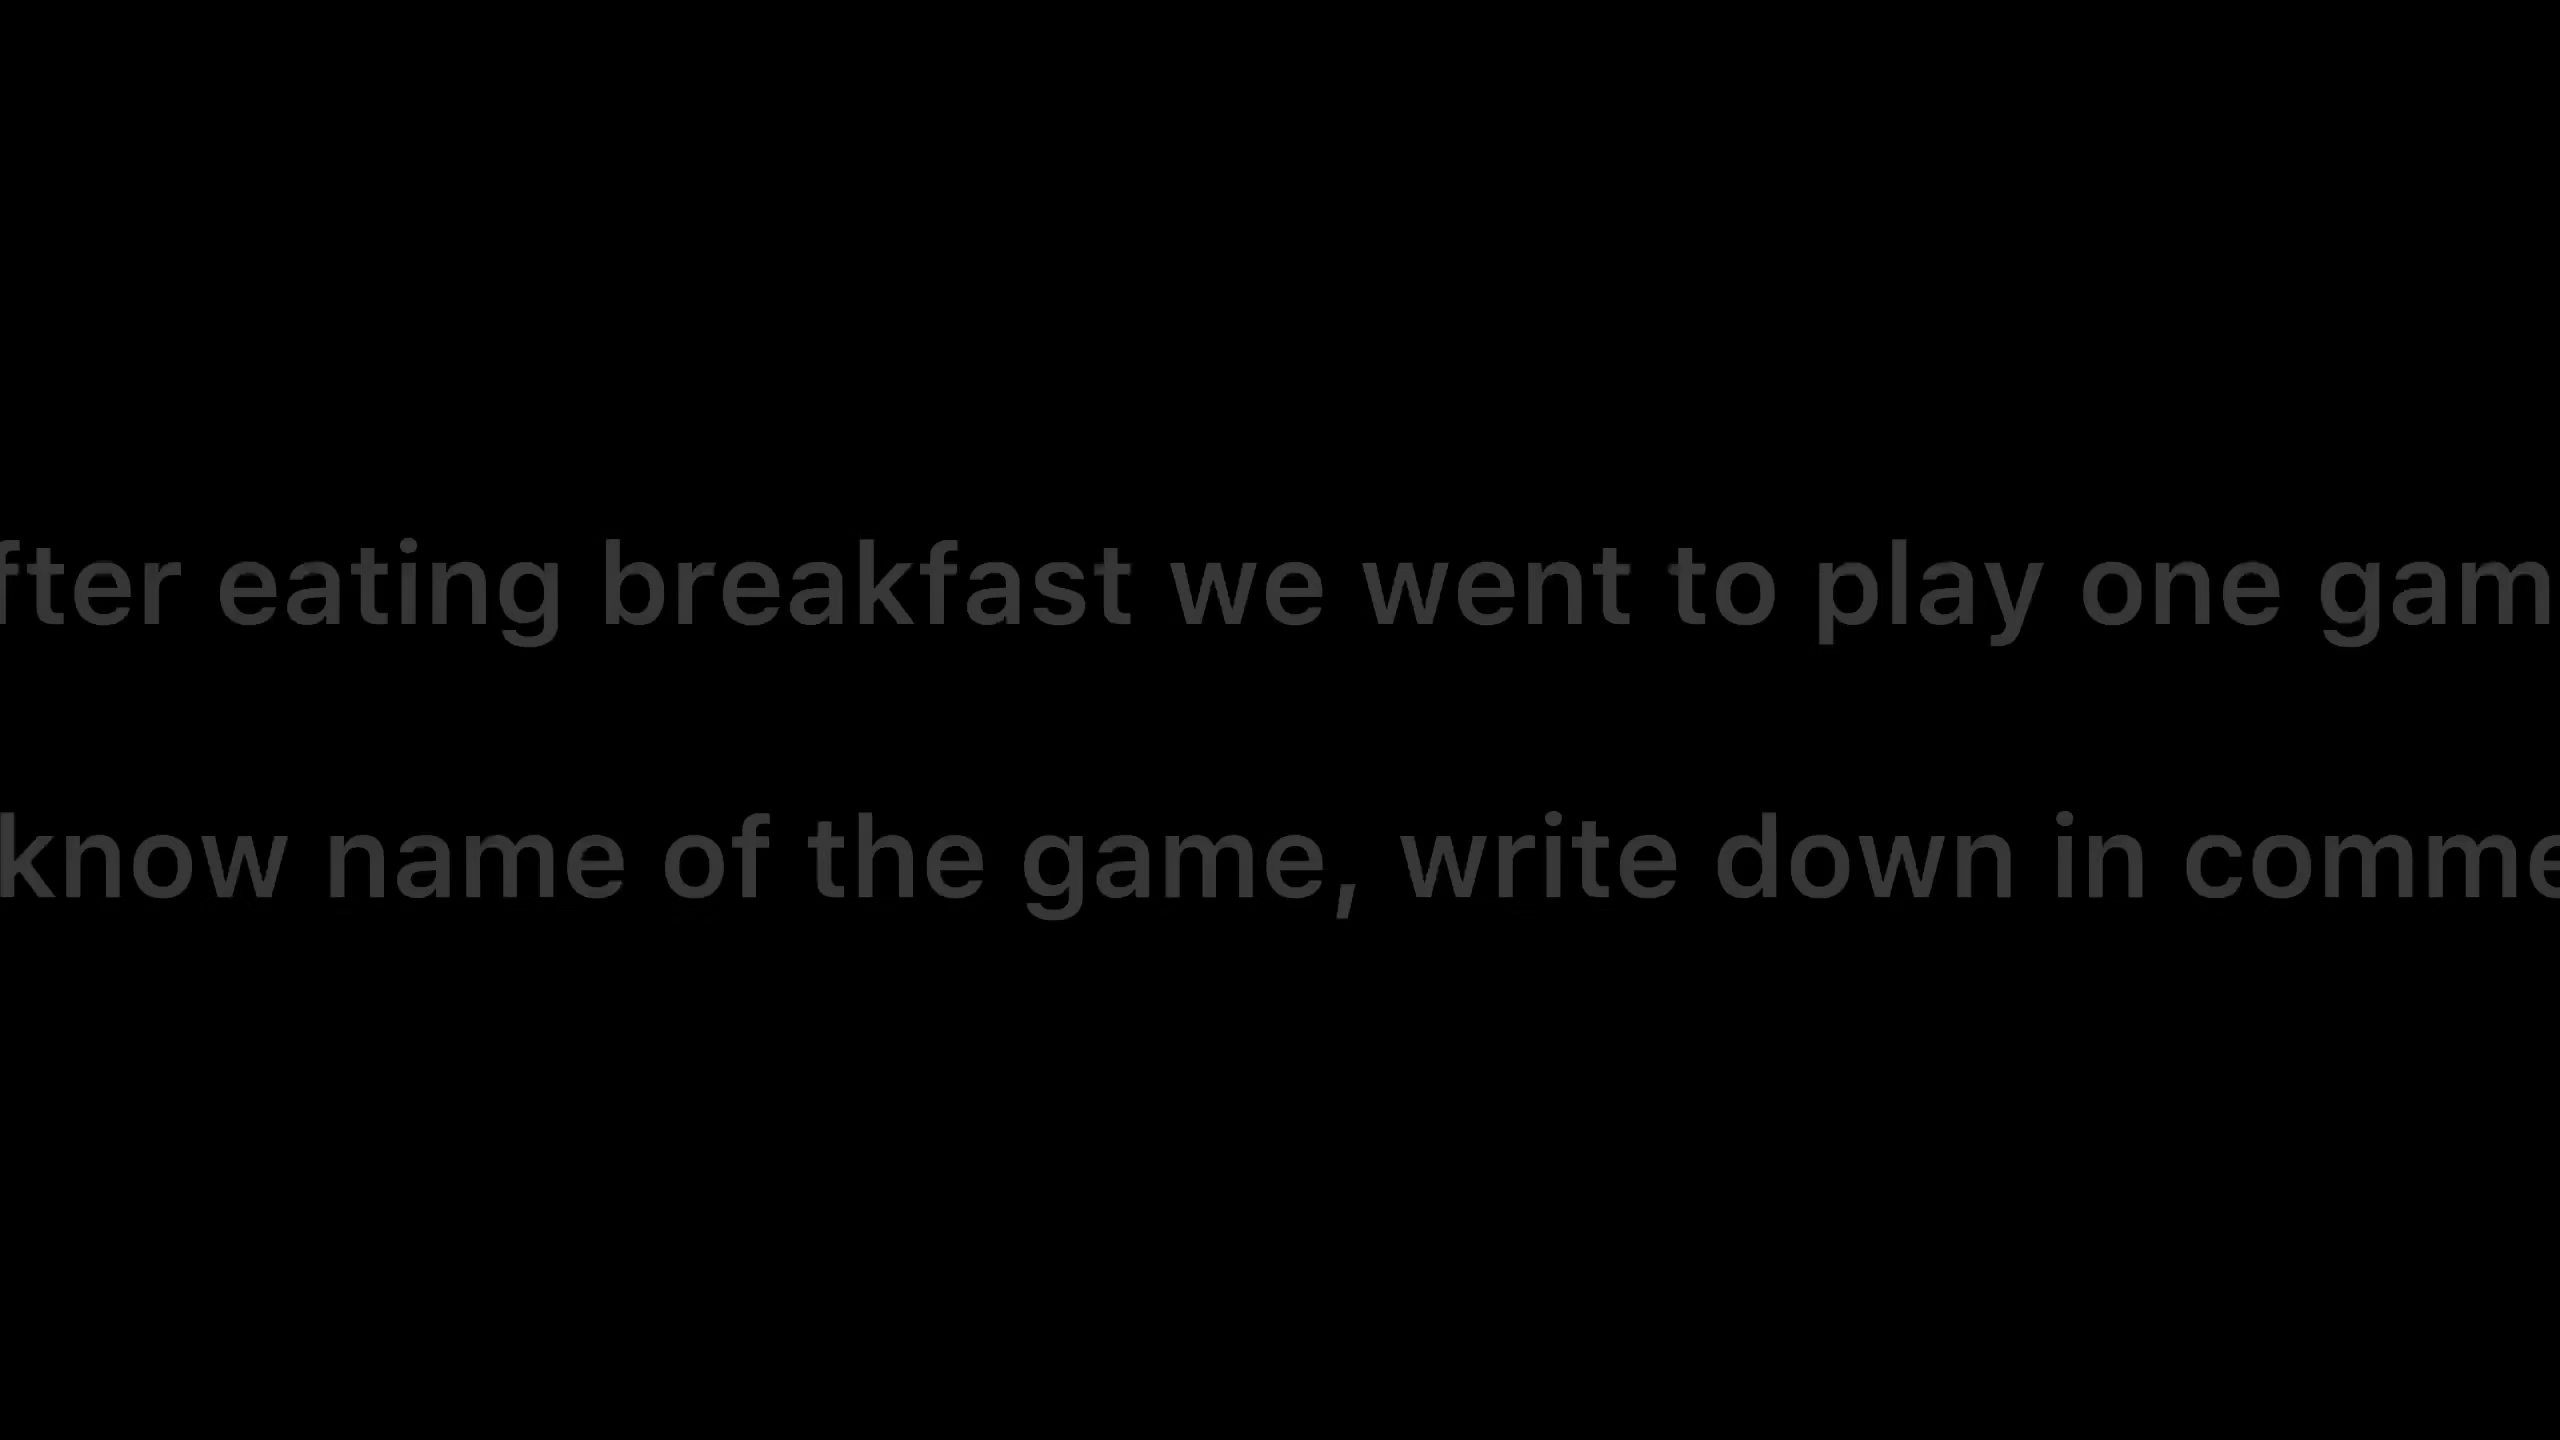 fter eating breakfast we went to play one gam
know name of the game, write down in comme